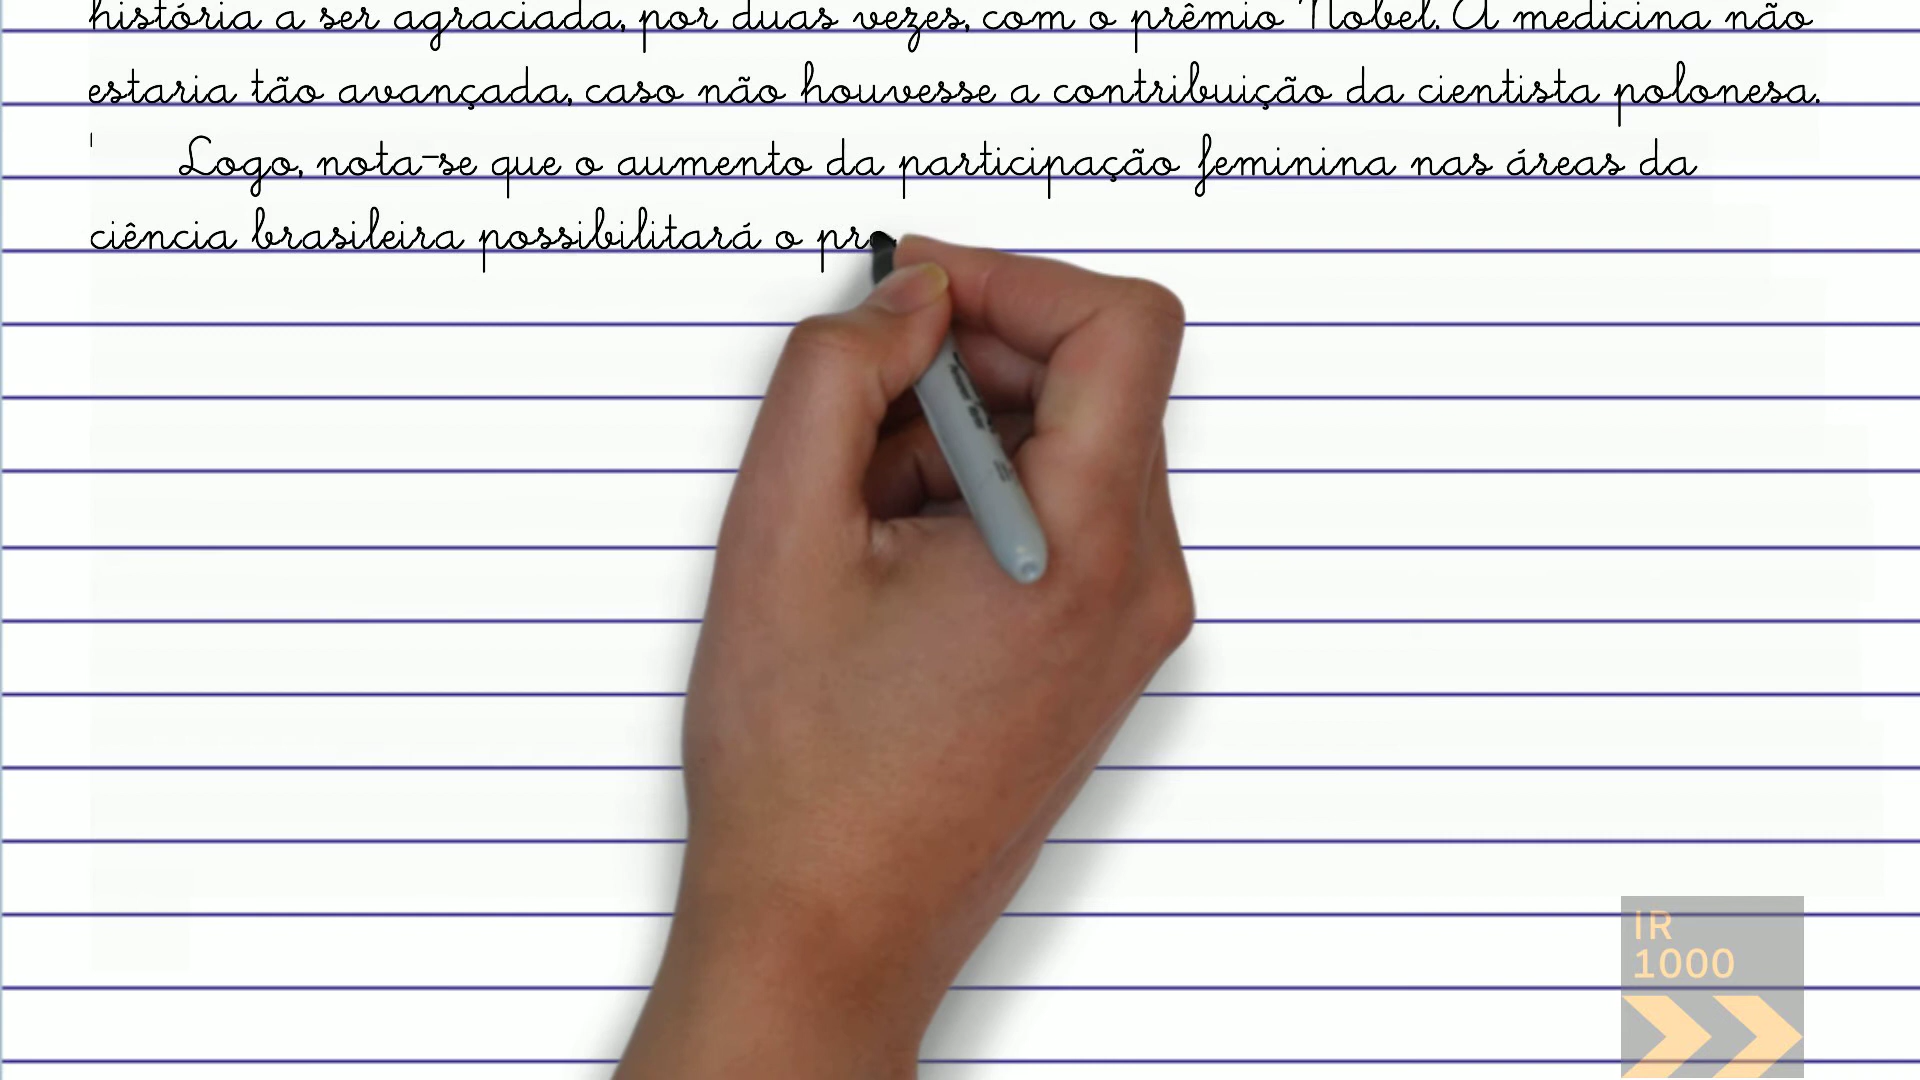 história a ser agraciada, por duas vezes, com o prêmio Nobel. A medicina não
estaria tão avançada, caso não houvesse a contribuição da cientista polonesa.
Logo, nota-se que o aumento da participação feminina nas áreas da
ciência brasileira possibilitará o pro
IR
1000